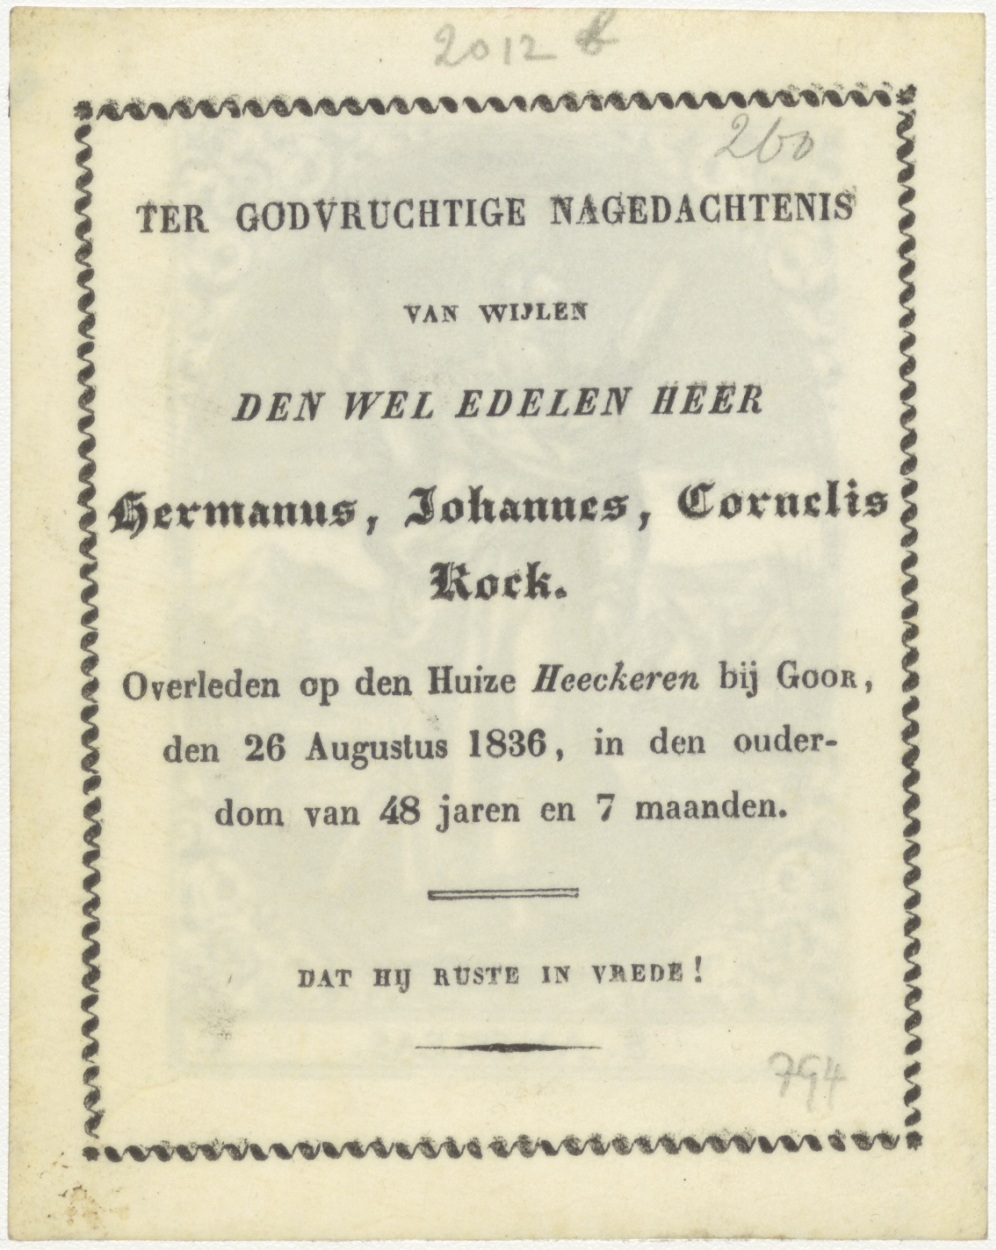 2012
260
TER GODVRUCHTIGE NAGEDACHTENIS
VAN WIJLEN
DEN WEL EDELEN HEER
Hermanus, Johannes, Cornelis
Kock.
Overleden op den Huize Heeckeren bij GOOR,
den 26 Augustus 1836, in den ouder-
dom van 48 jaren en 7 maanden.
DAT HIJ RUSTE IN VREDE!
794